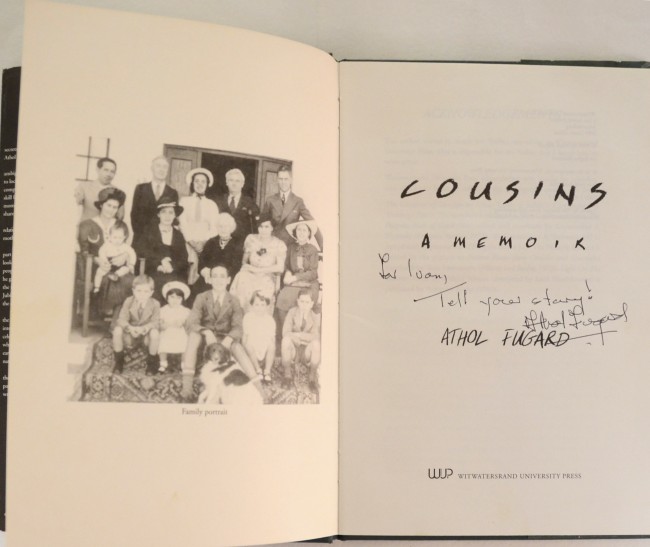 Family portrait
COUSINS
A MEMOIR
For Ivan,
Tell your story!
Athol Fugard
ATHOL FUGARD
WUP WITWATERSRAND UNIVERSITY PRESS